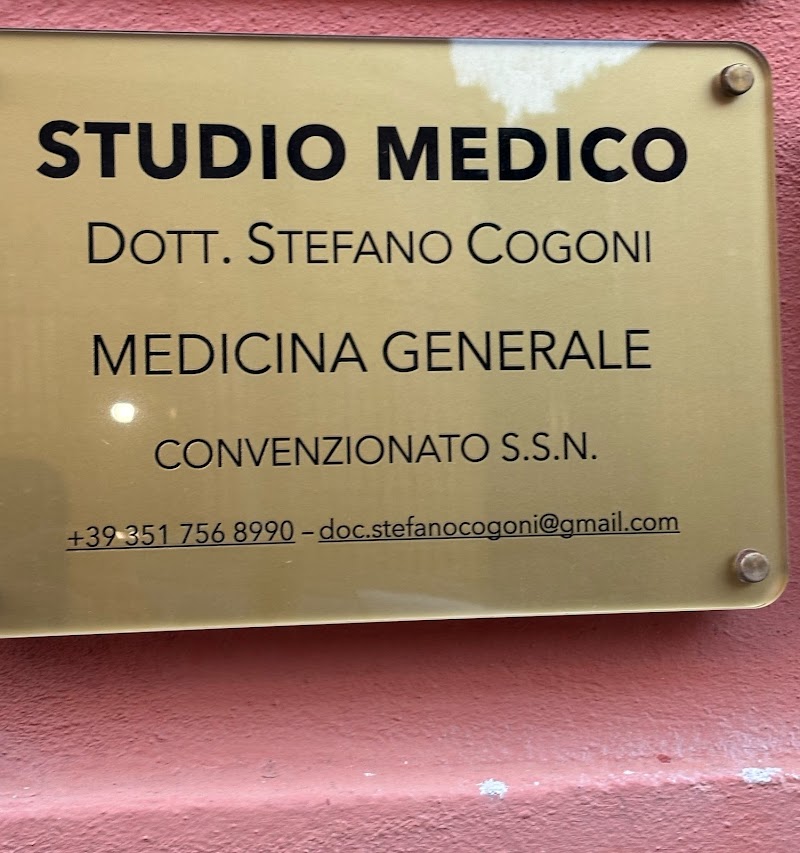 STUDIO MEDICO
DOTT. STEFANO COGONI
MEDICINA GENERALE
CONVENZIONATO S.S.N.
+39 351 756 8990 – doc.stefanocogoni@gmail.com